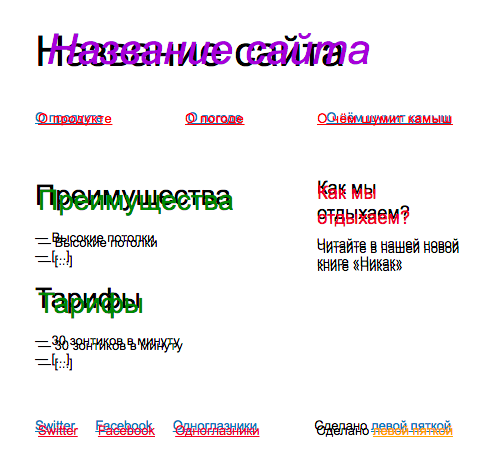 Название сайта
О продукте О погоде О чём шумит камыш
Преимущества
— Высокие потолки
— [...]
Как мы
отдыхаем?
Читайте в нашей новой
книге «Никак»
Тарифы
— 30 зонтиков в минуту
— [...]
Switter Facebook Одноглазники Сделано левой пяткой